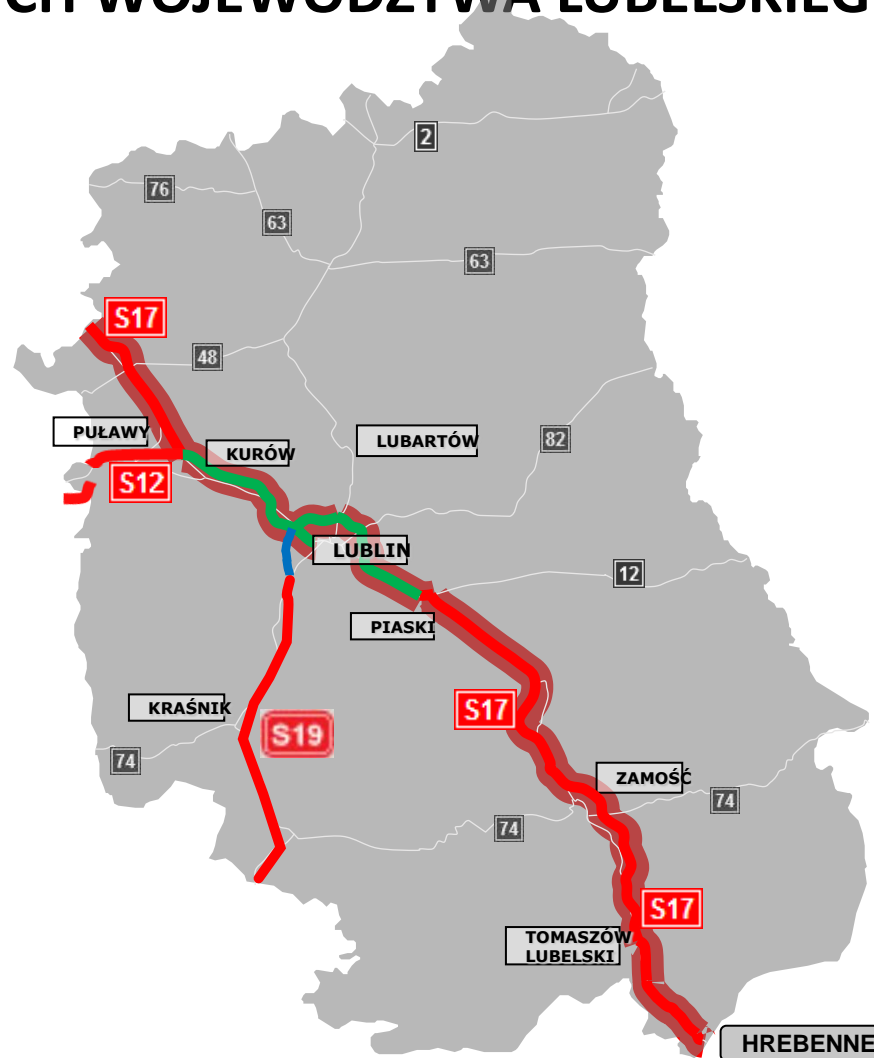 CH WOJEWÓDZTWA LUBELSKIEG
2
76
63
63
S17
48
PUŁAWY
KURÓW
LUBARTÓW
82
S12
LUBLIN
12
PIASKI
KRAŚNIK
S17
S19
74
ZAMOŚĆ
74
74
S17
TOMASZÓW
LUBELSKI
HREBENNE